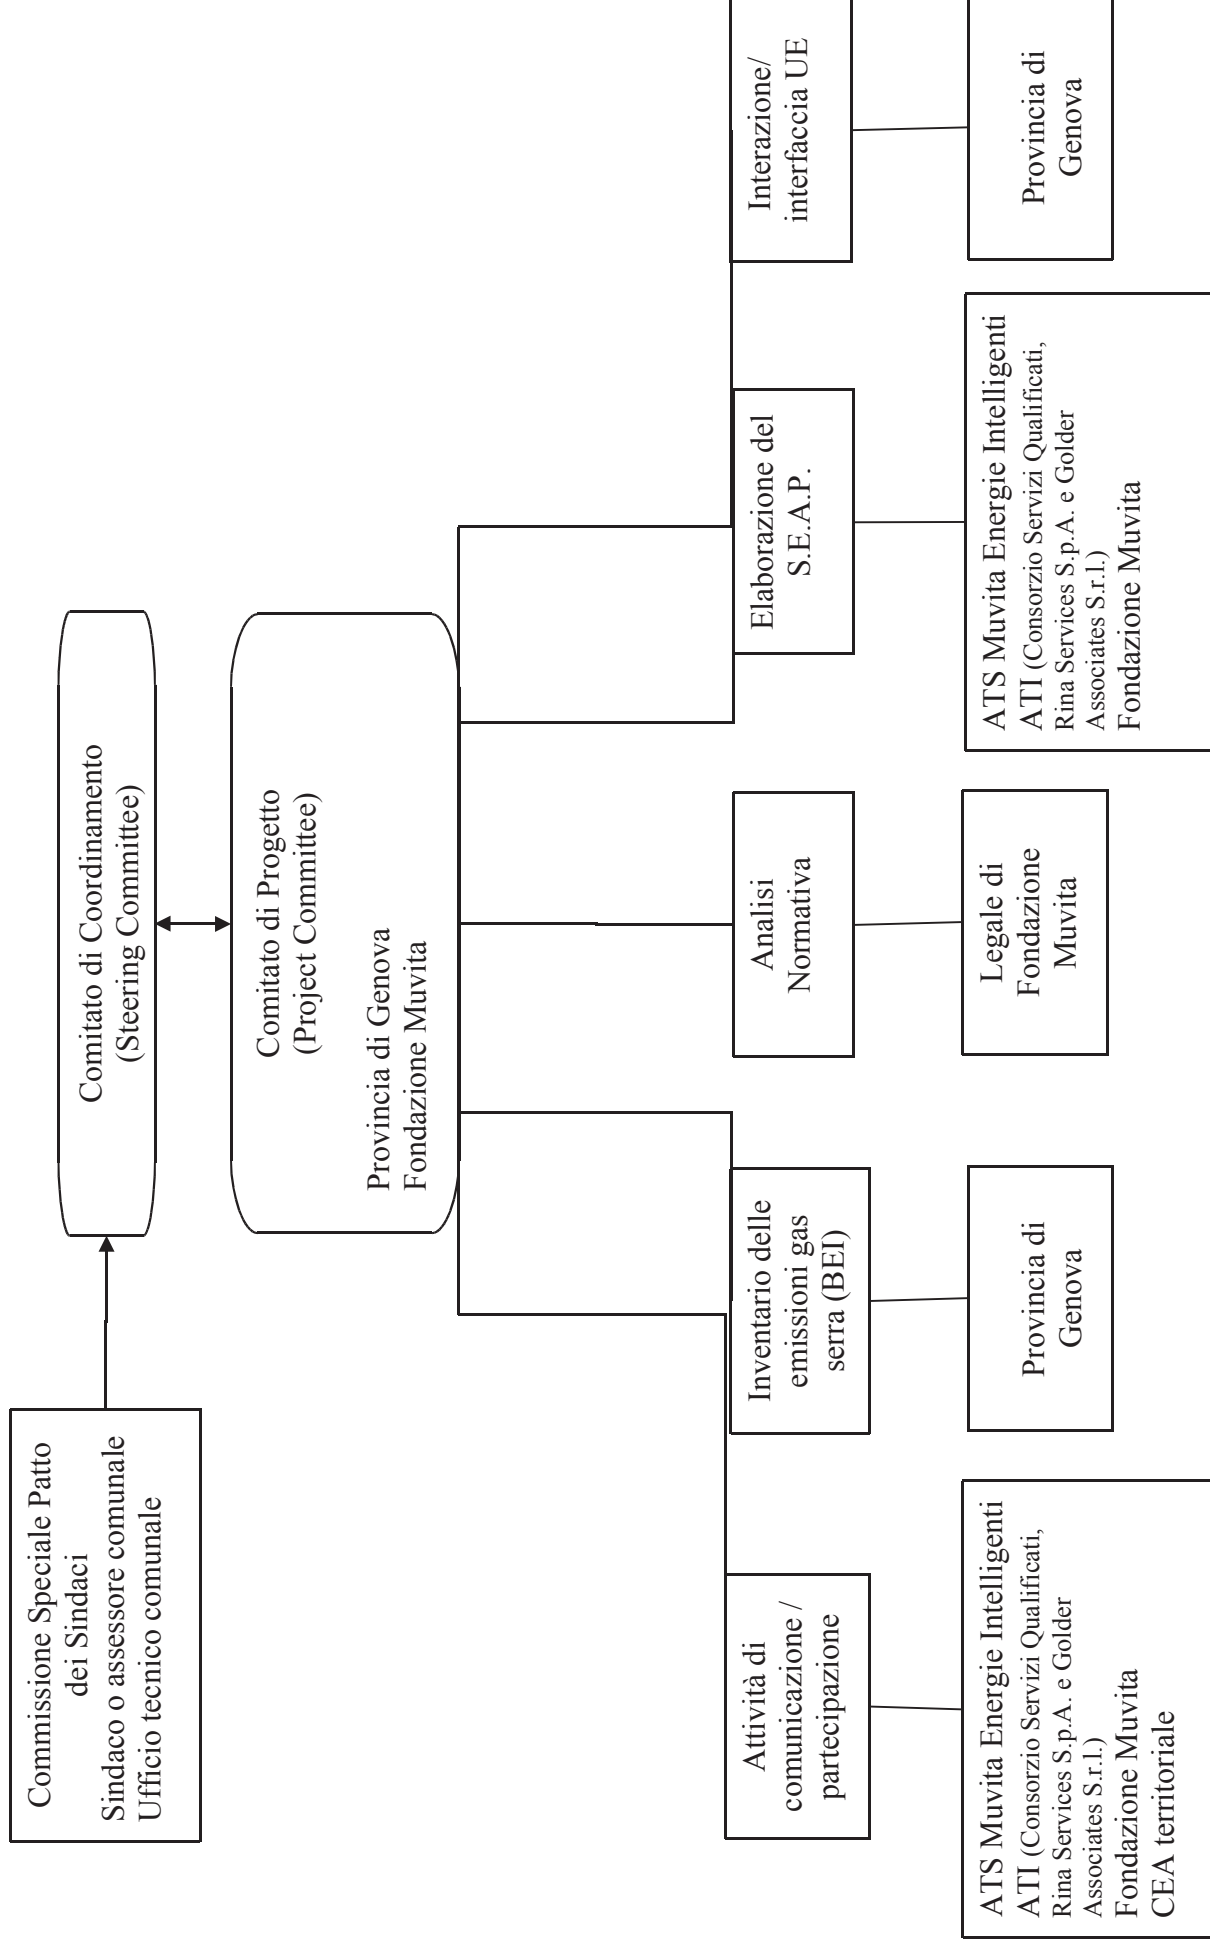 Commissione Speciale Patto
dei Sindaci
Sindaco o assessore comunale
Ufficio tecnico comunale
Comitato di Coordinamento
(Steering Committee)
Comitato di Progetto
(Project Committee)
Provincia di Genova
Fondazione Muvita
Attività di
comunicazione /
partecipazione
Inventario delle
emissioni gas
serra (BEI)
Analisi
Normativa
Elaborazione del
S.E.A.P.
Interazione/
interfaccia UE
ATS Muvita Energie Intelligenti
ATI (Consorzio Servizi Qualificati,
Rina Services S.p.A. e Golder
Associates S.r.l.)
Fondazione Muvita
CEA territoriale
Provincia di
Genova
Legale di
Fondazione
Muvita
ATS Muvita Energie Intelligenti
ATI (Consorzio Servizi Qualificati,
Rina Services S.p.A. e Golder
Associates S.r.l.)
Fondazione Muvita
Provincia di
Genova